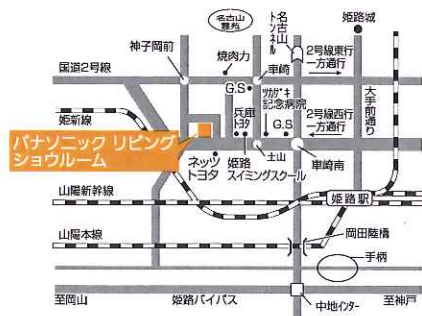 名古山
霊苑
名古山
トンネル
姫路城
神子岡前
焼肉力
車崎
2号線東行
一方通行
国道2号線
G.S
ツカザキ
記念病院
大手前通り
姫新線
兵庫
トヨタ
G.S
2号線西行
一方通行
パナソニック リビング
ショウルーム
ネッツ
トヨタ
姫路
スイミングスクール
土山
車崎南
山陽新幹線
姫路駅
山陽本線
岡田陸橋
手柄
至岡山
姫路バイパス
中地インター
至神戸